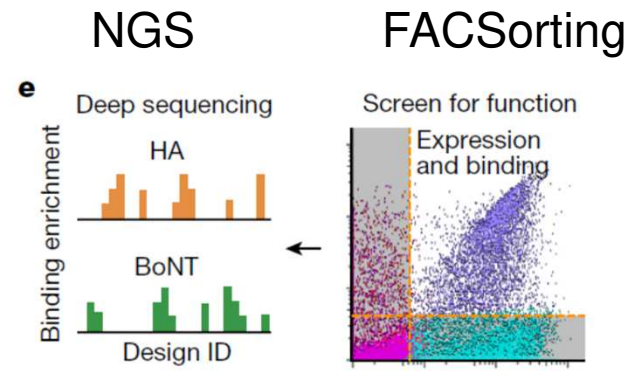 NGS
FACSorting
e
Deep sequencing
Screen for function
Binding enrichment
HA
BoNT
Design ID
Expression
and binding